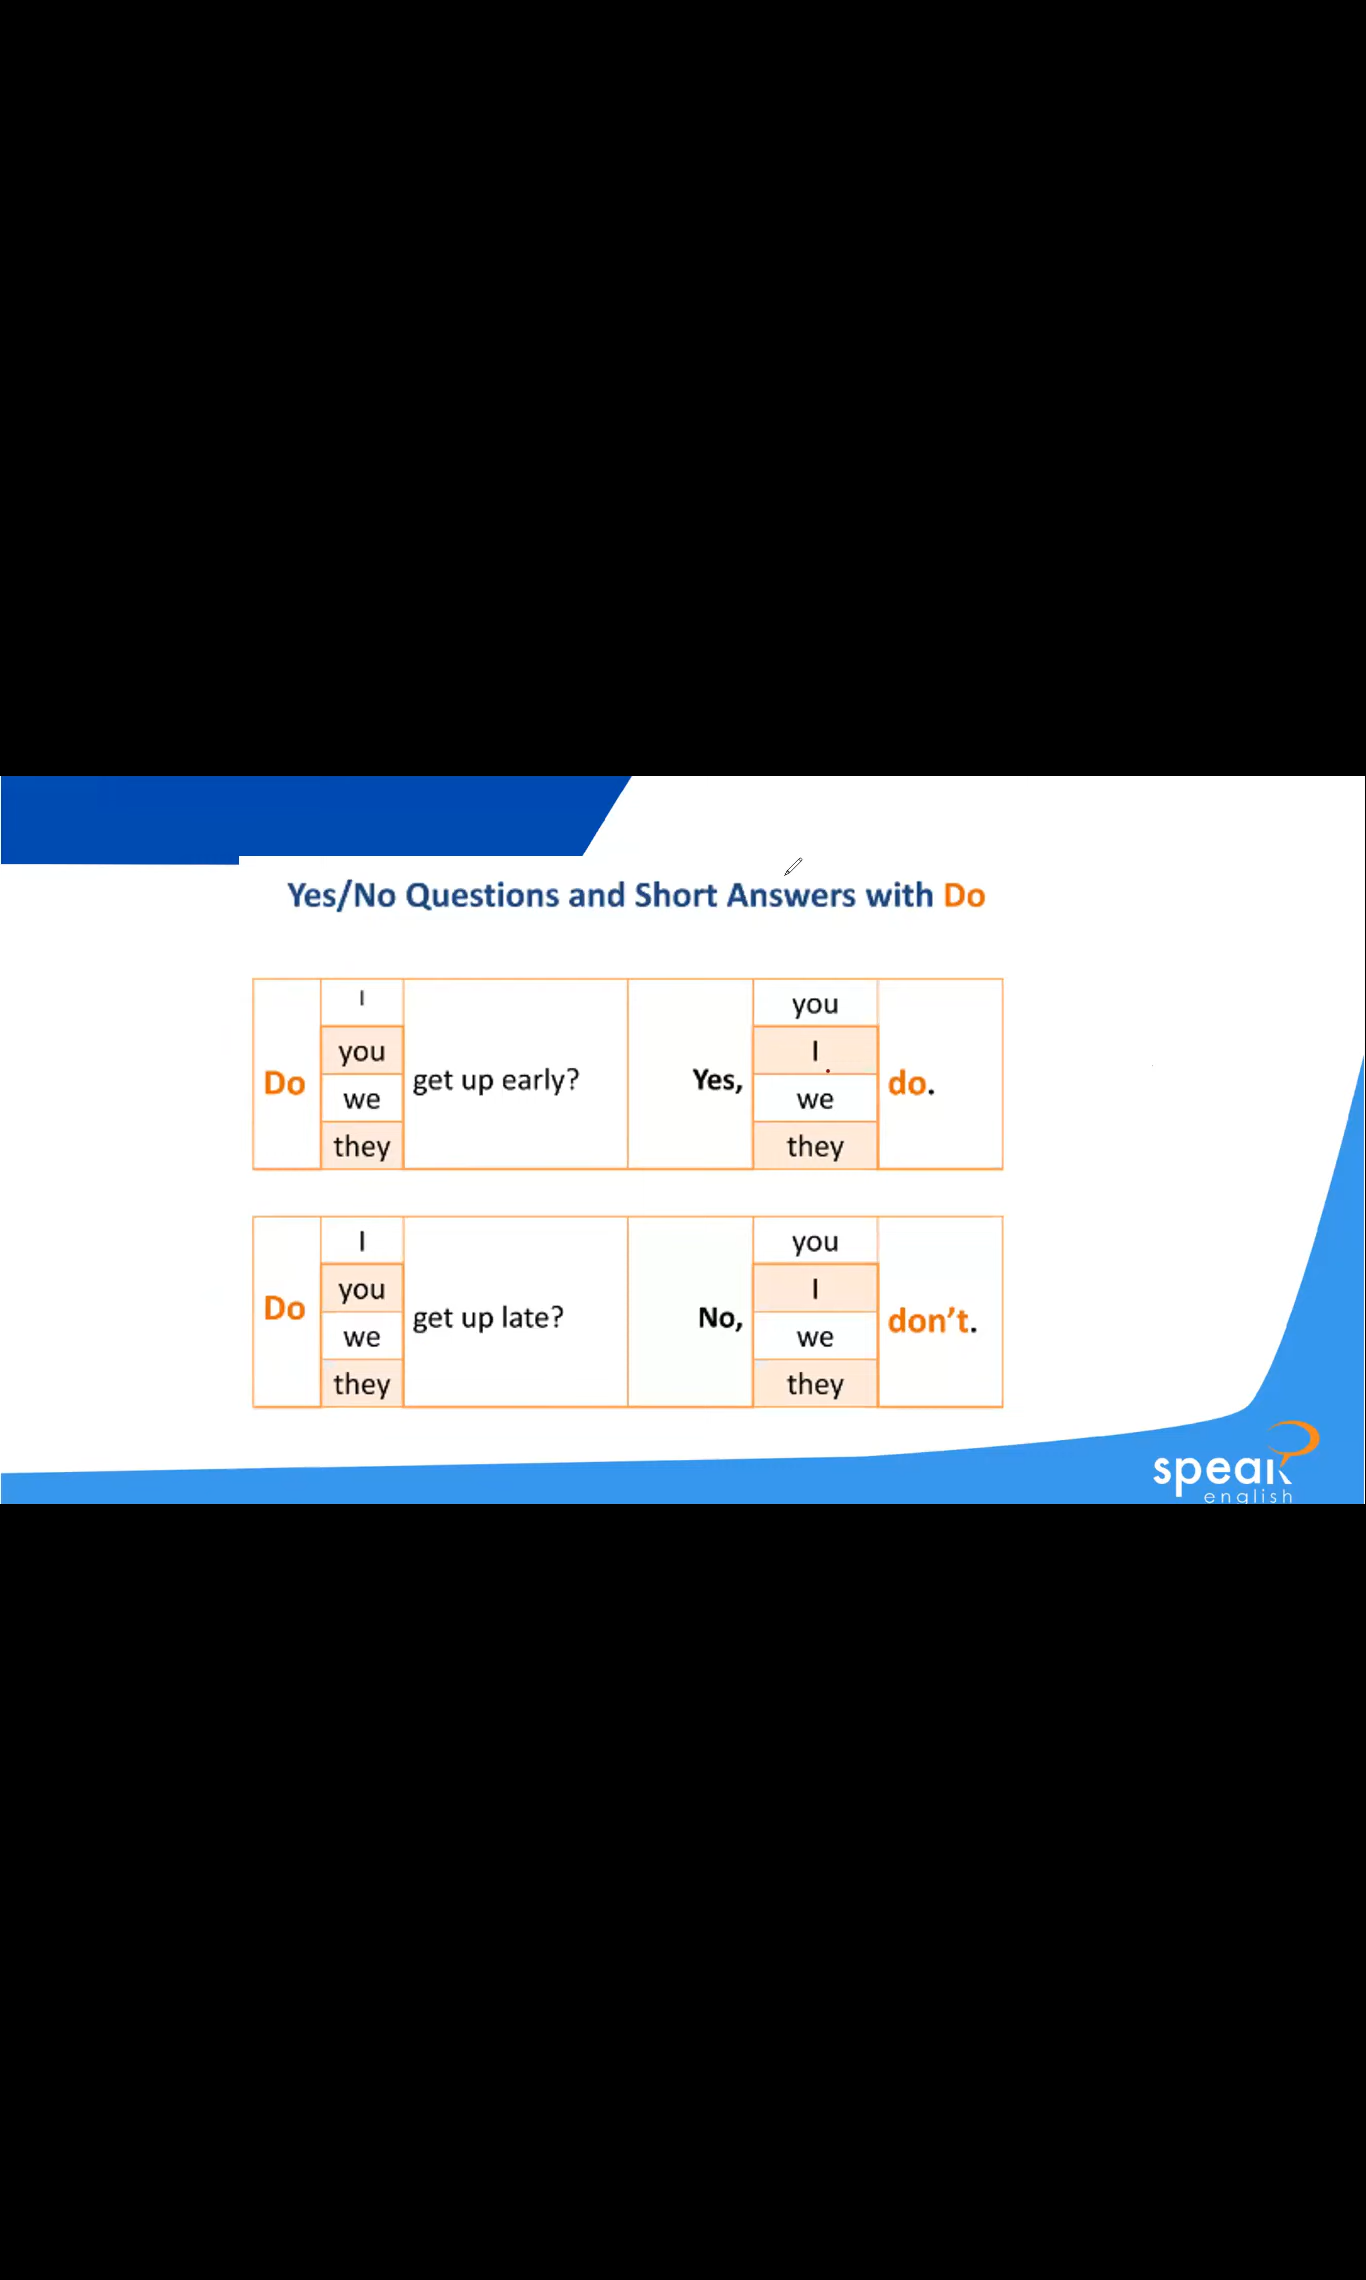 Yes/No Questions and Short Answers with Do
Do
I
you
we
they
get up early?
Yes,
you
I
we
they
do.
Do
I
you
we
they
get up late?
No,
you
I
we
they
don't.
speak
english